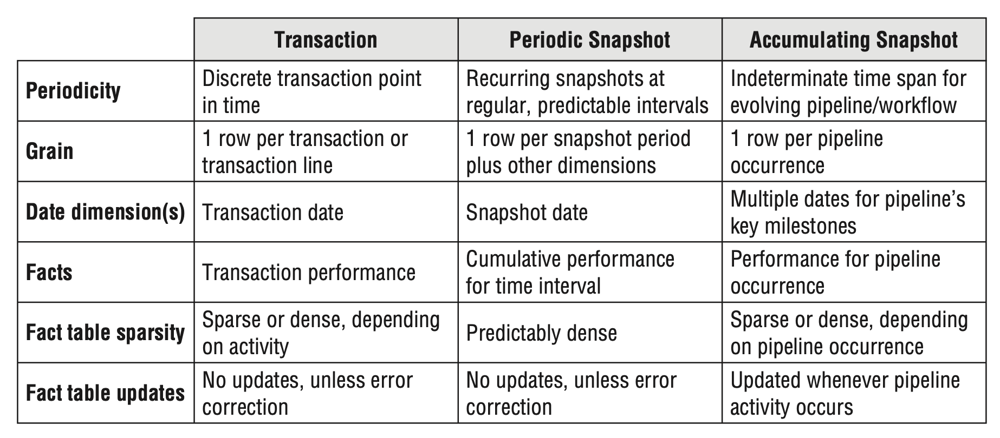 Transaction
Periodic Snapshot
Accumulating Snapshot
Periodicity
Discrete transaction point
in time
Recurring snapshots at
regular, predictable intervals
Indeterminate time span for
evolving pipeline/workflow
Grain
1 row per transaction or
transaction line
1 row per snapshot period
plus other dimensions
1 row per pipeline
occurrence
Date dimension(s)
Transaction date
Snapshot date
Multiple dates for pipeline’s
key milestones
Facts
Transaction performance
Cumulative performance
for time interval
Performance for pipeline
occurrence
Fact table sparsity
Sparse or dense, depending
on activity
Predictably dense
Sparse or dense, depending
on pipeline occurrence
Fact table updates
No updates, unless error
correction
No updates, unless error
correction
Updated whenever pipeline
activity occurs